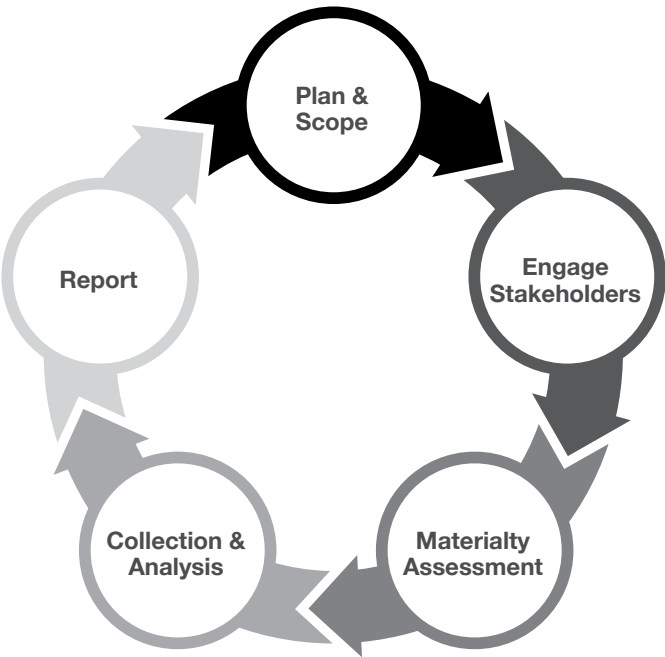 Plan &
Scope
Engage
Stakeholders
Materialty
Assessment
Collection &
Analysis
Report